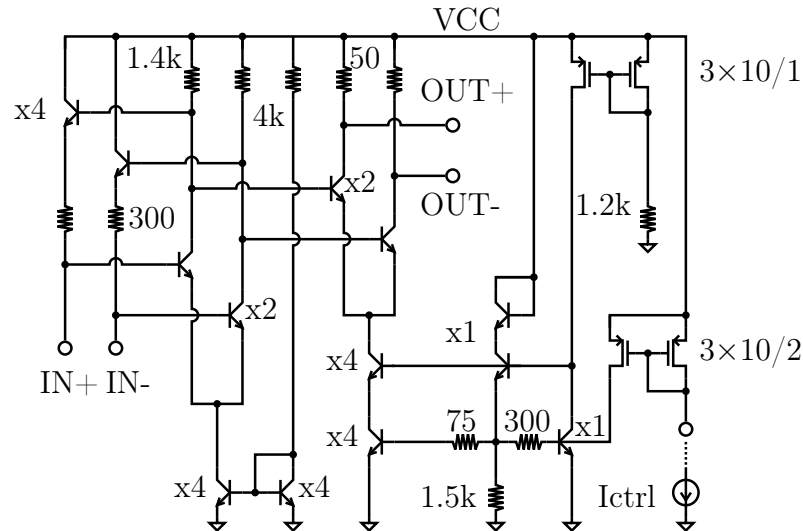 VCC
1.4k
50
3×10/1
x4
4k
OUT+
x2
OUT-
1.2k
300
x2
x1
3×10/2
IN+ IN-
x4
75
300
x1
x4
x4
x4
1.5k
Ictrl